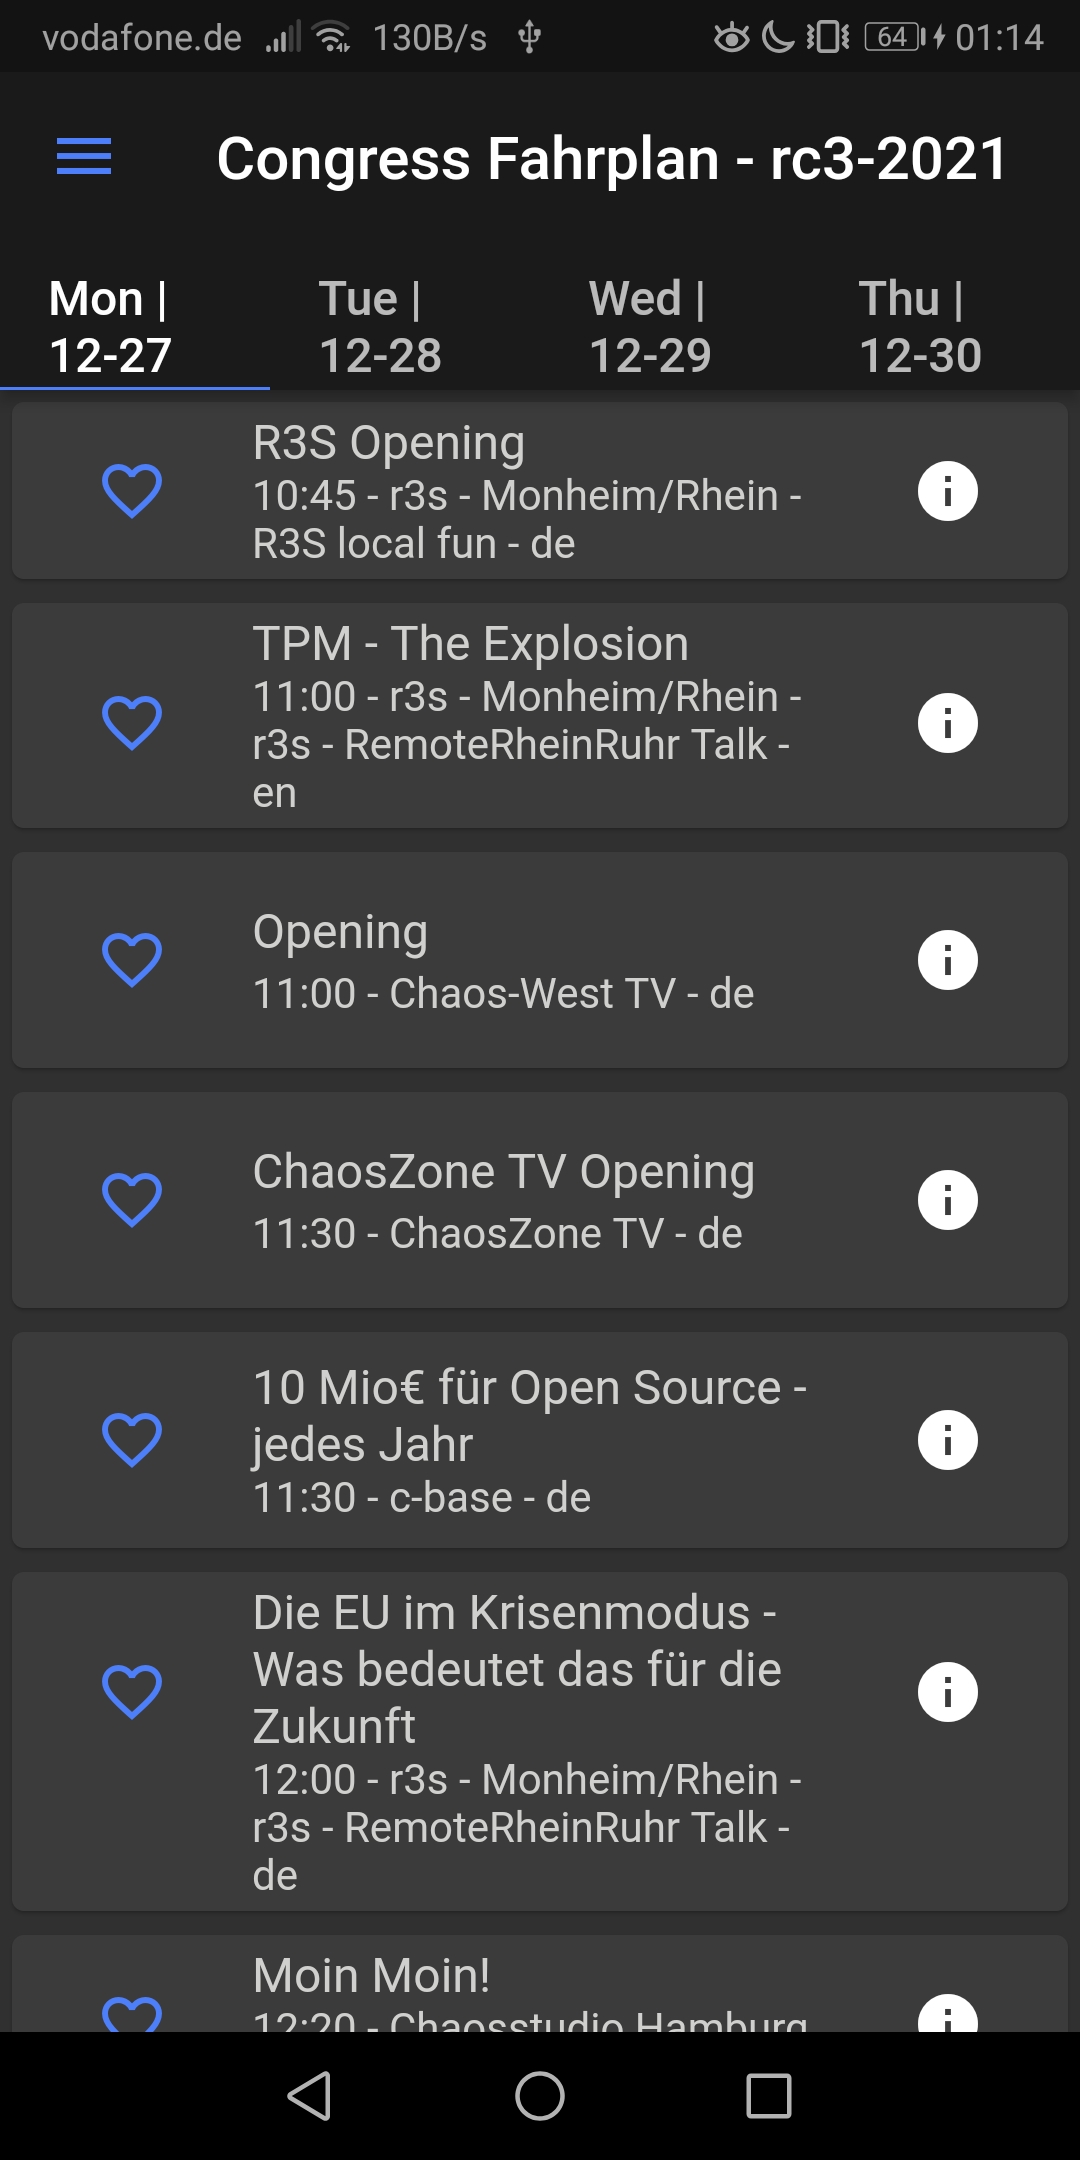 vodafone.de 130B/s 64 01:14
Congress Fahrplan - rc3-2021
Mon | Tue | Wed | Thu |
12-27 12-28 12-29 12-30
R3S Opening
10:45 - r3s - Monheim/Rhein -
R3S local fun - de
TPM - The Explosion
11:00 - r3s - Monheim/Rhein -
r3s - RemoteRheinRuhr Talk -
en
Opening
11:00 - Chaos-West TV - de
ChaosZone TV Opening
11:30 - ChaosZone TV - de
10 Mio€ für Open Source -
jedes Jahr
11:30 - c-base - de
Die EU im Krisenmodus -
Was bedeutet das für die
Zukunft
12:00 - r3s - Monheim/Rhein -
r3s - RemoteRheinRuhr Talk -
de
Moin Moin!
12:20 - Chaosstudio Hamburg